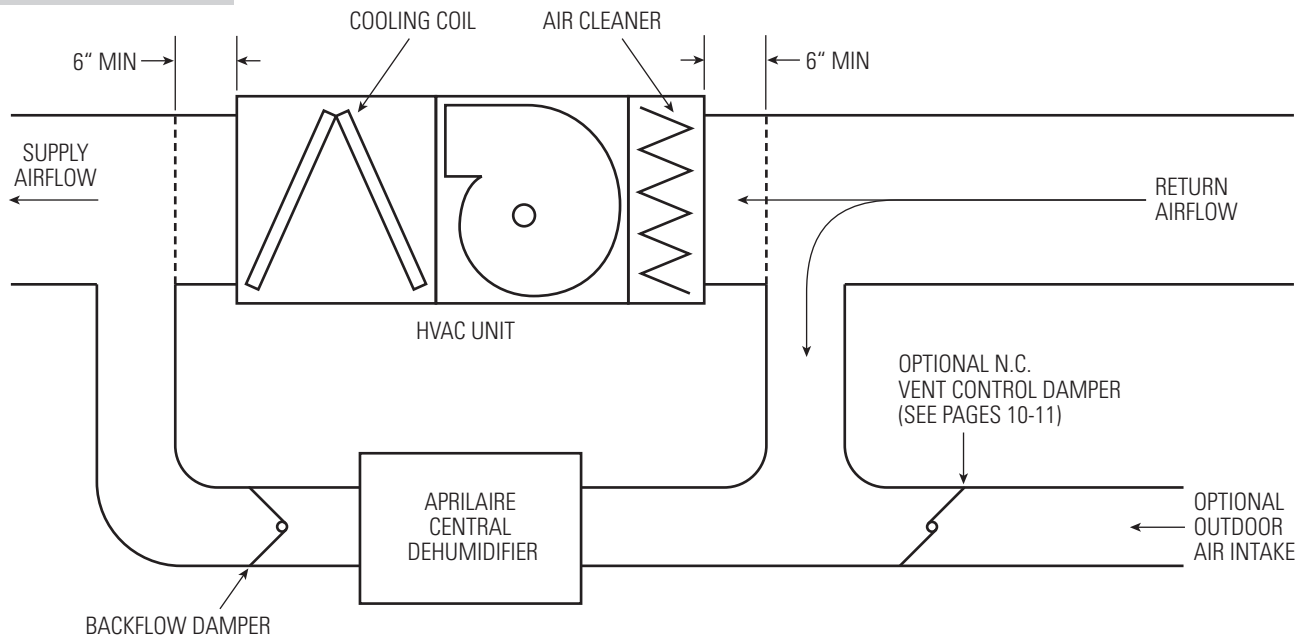 COOLING COIL
AIR CLEANER
6“ MIN
6“ MIN
SUPPLY
AIRFLOW
RETURN
AIRFLOW
HVAC UNIT
OPTIONAL N.C.
VENT CONTROL DAMPER
(SEE PAGES 10-11)
APRILAIRE
CENTRAL
DEHUMIDIFIER
OPTIONAL
OUTDOOR
AIR INTAKE
BACKFLOW DAMPER